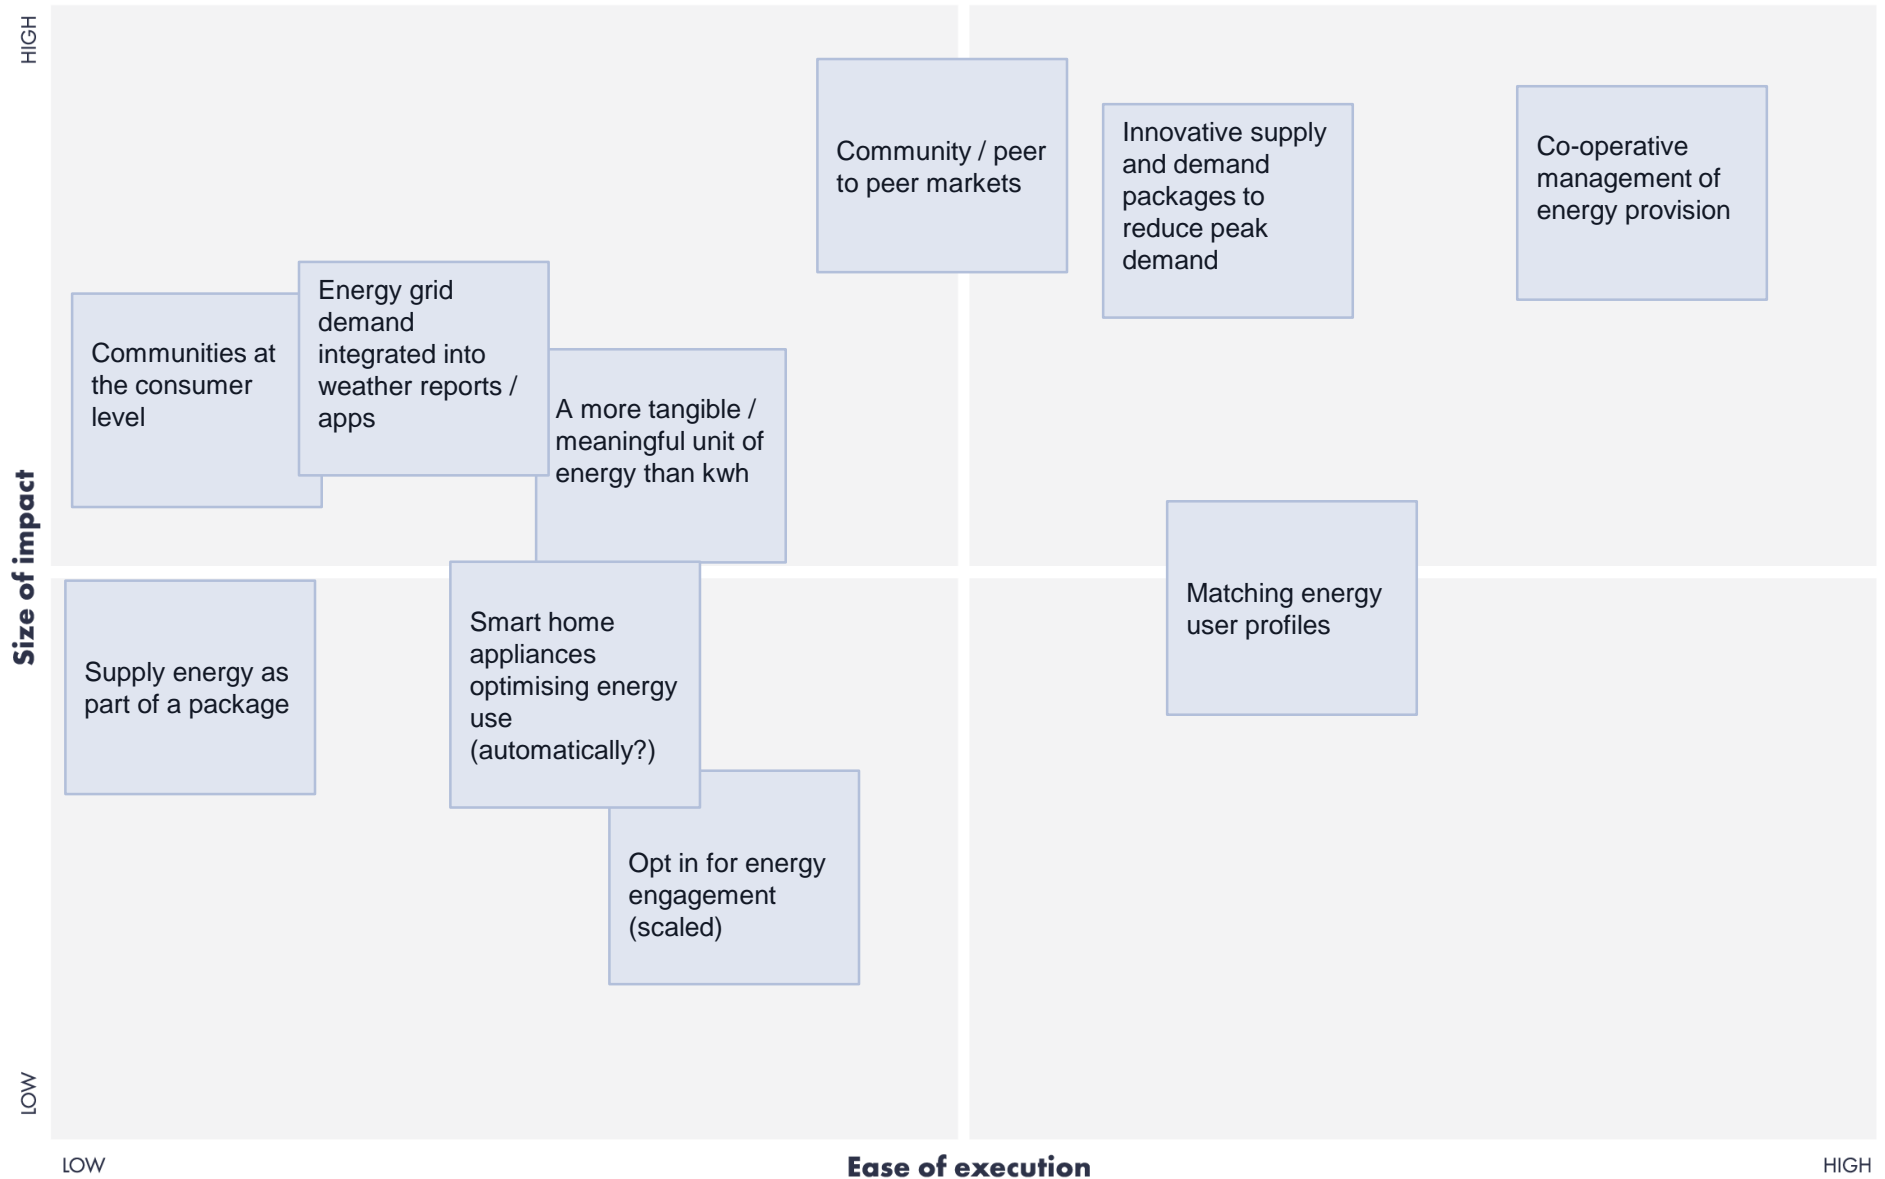 HIGH
Community / peer
to peer markets
Innovative supply
and demand
packages to
reduce peak
demand
Co-operative
management of
energy provision
Communities at
the consumer
level
Energy grid
demand
integrated into
weather reports /
apps
A more tangible /
meaningful unit of
energy than kwh
Size of impact
Supply energy as
part of a package
Smart home
appliances
optimising energy
use
(automatically?)
Matching energy
user profiles
Opt in for energy
engagement
(scaled)
LOW
LOW
Ease of execution
HIGH